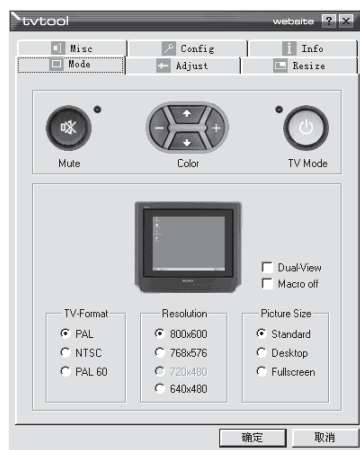 tvtool website ? ×
Misc Config Info
Mode Adjust Resize
Mute Color TV Mode
Dual-View
Macro off
TV-Format Resolution Picture Size
PAL 800x600 Standard
NTSC 768x576 Desktop
PAL 60 720x480 Fullscreen
640x480
确定 取消